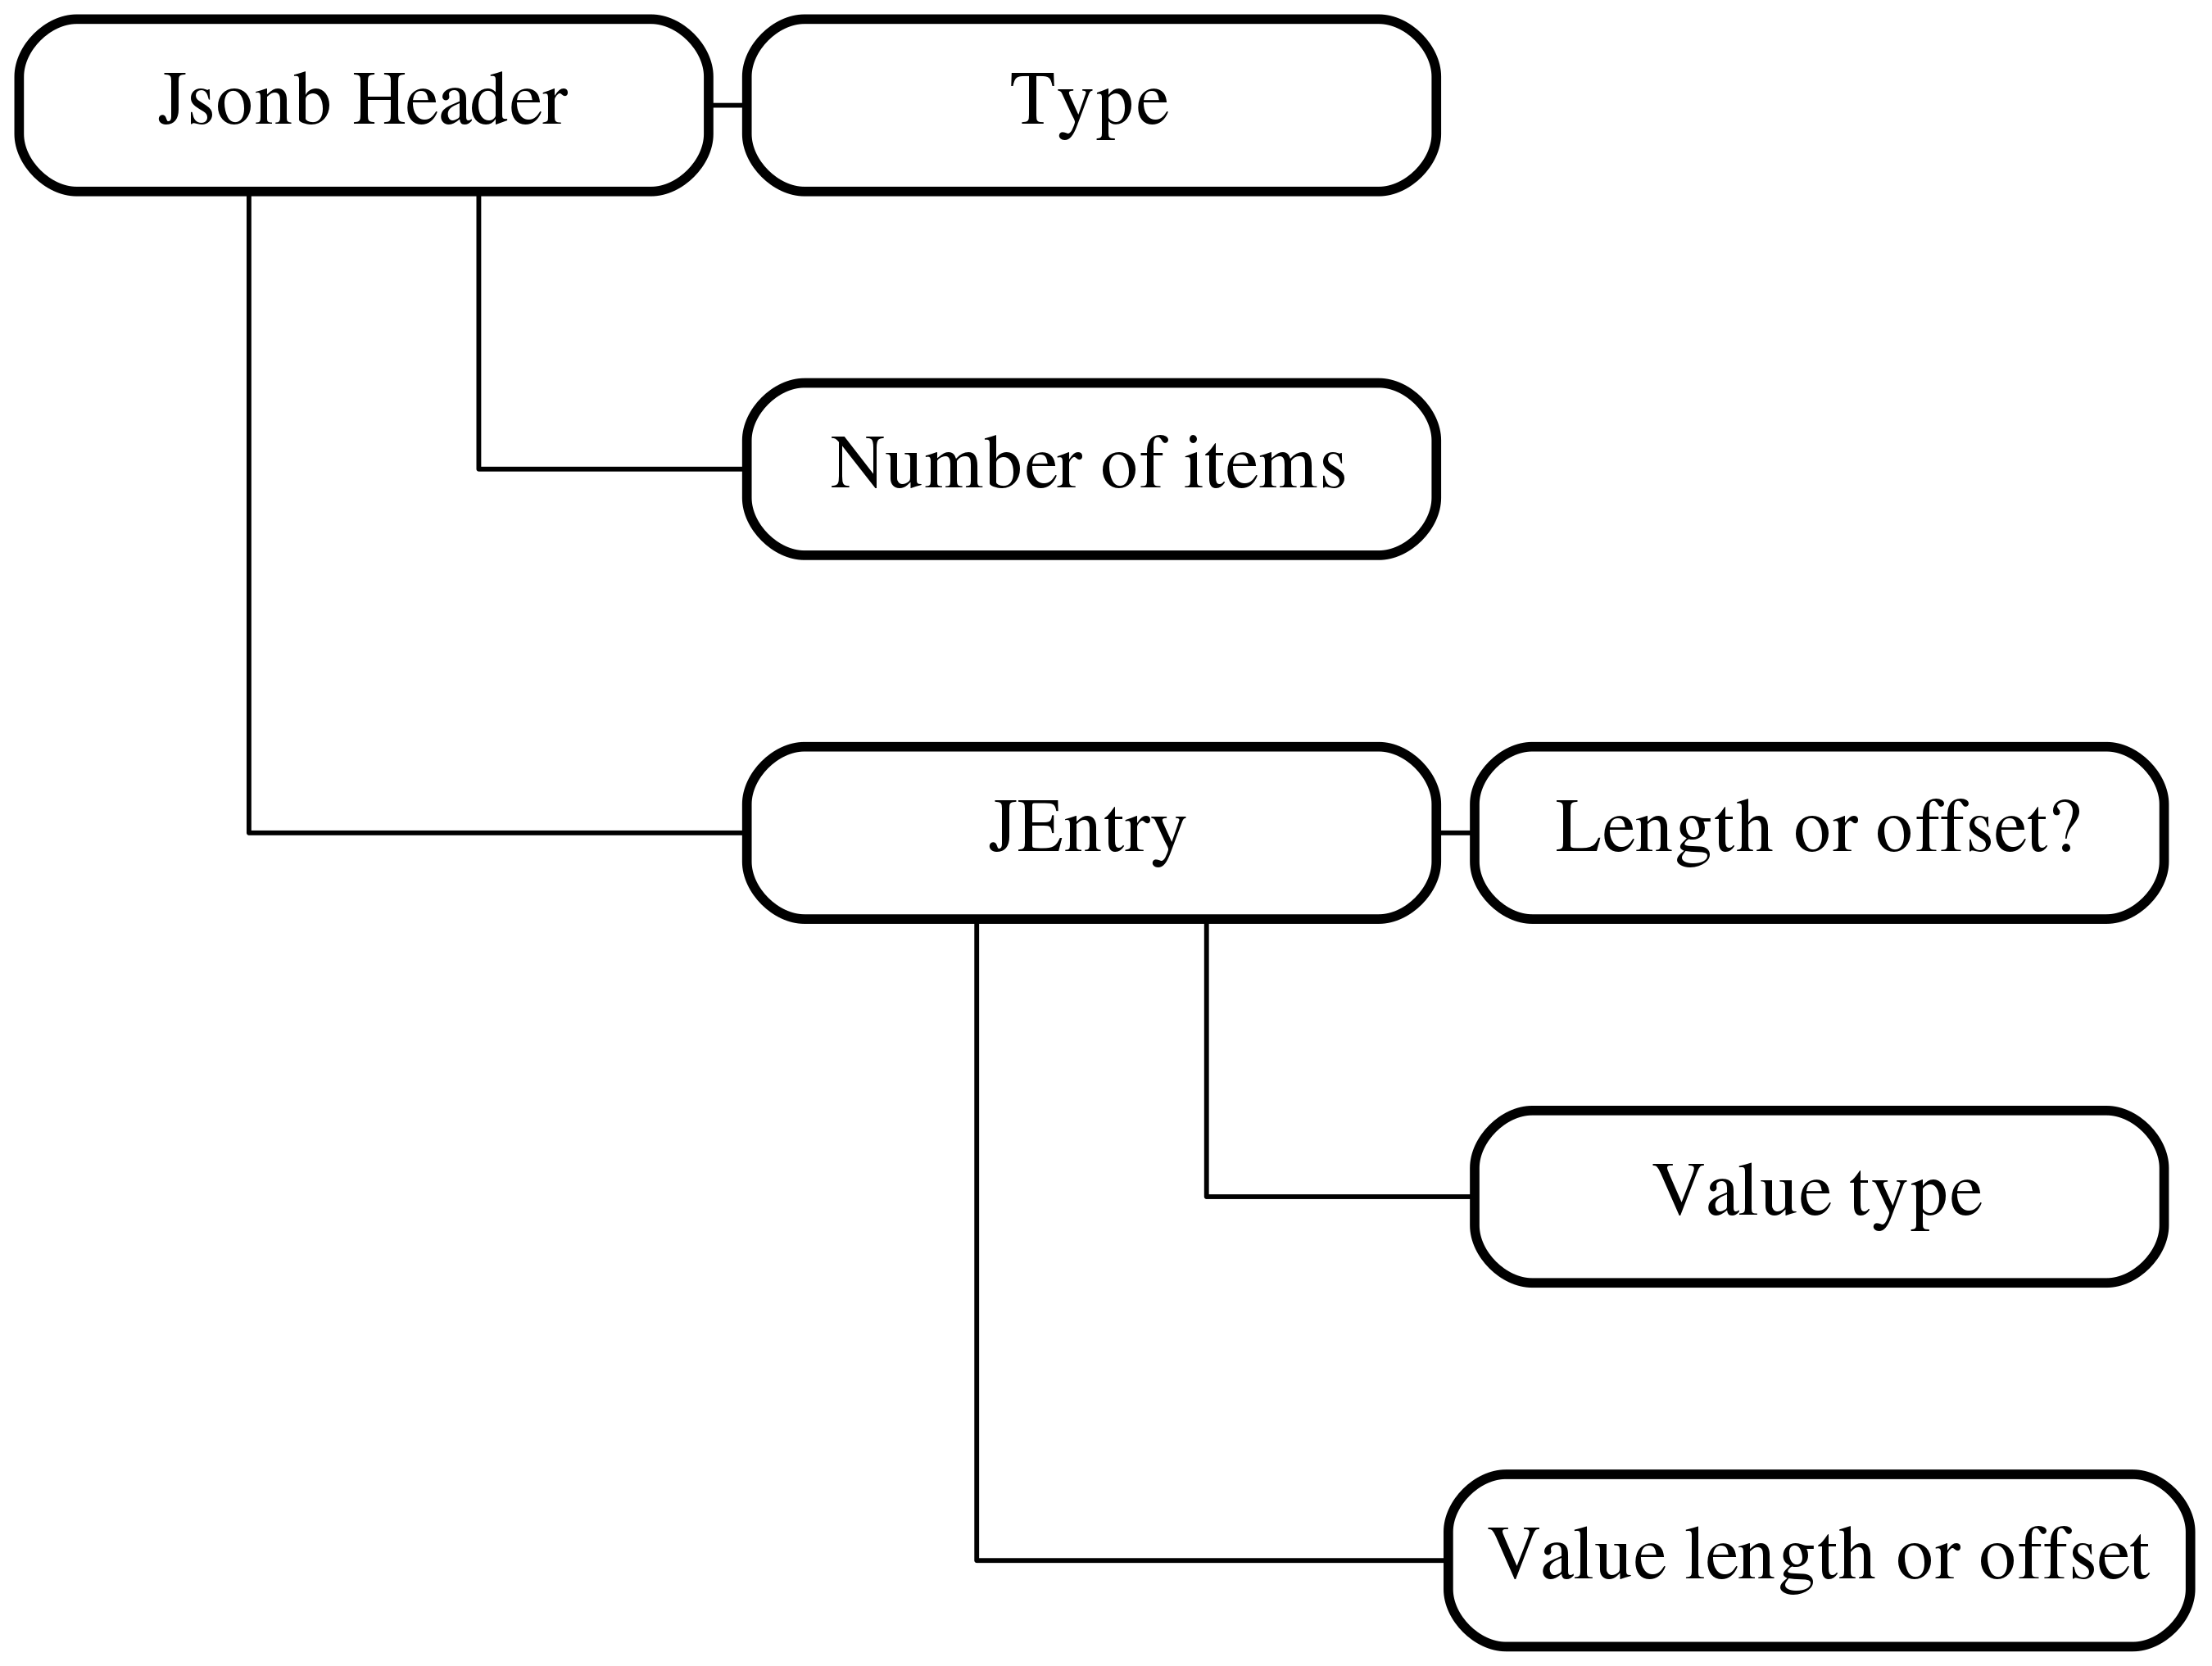 Jsonb Header
Type
Number of items
JEntry
Length or offset?
Value type
Value length or offset